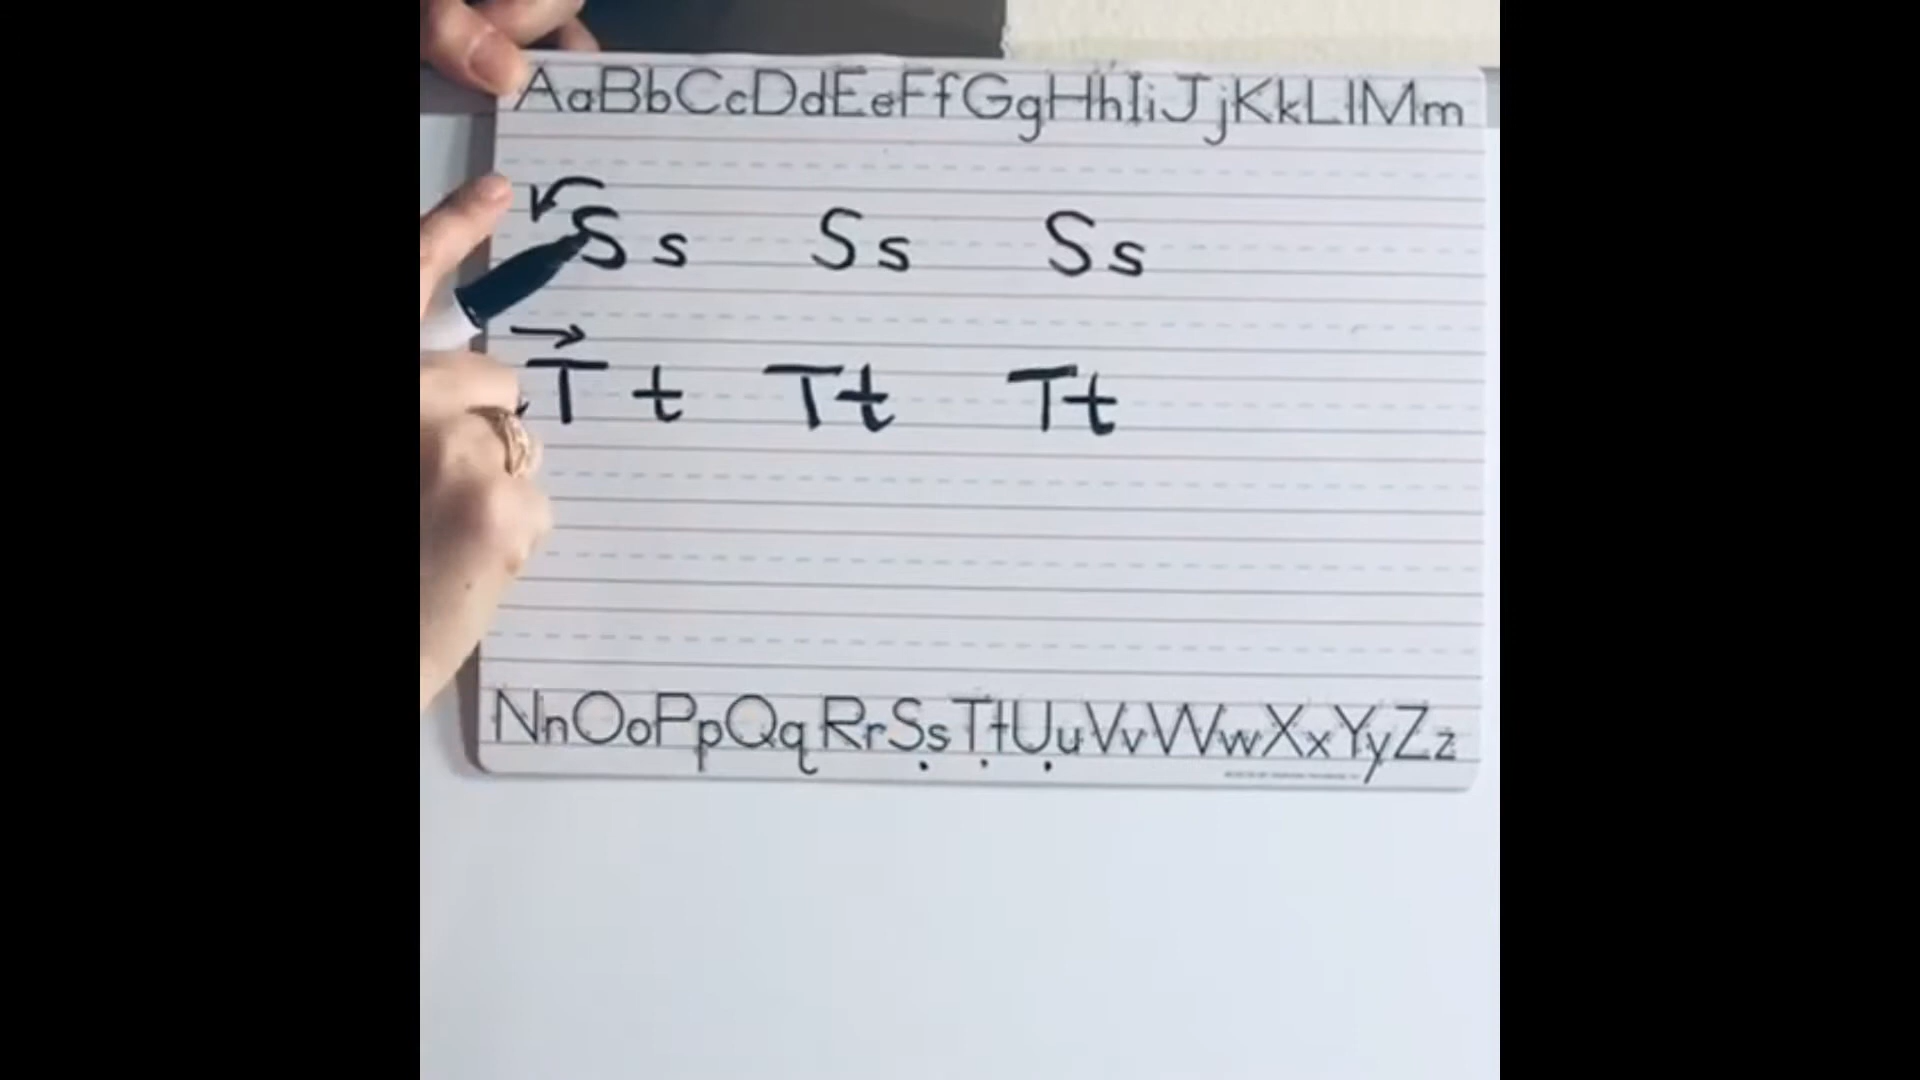 AaBbCcDdEeFfGgHhIiJjKkLlMm
Ss Ss Ss
Tt Tt Tt
NnOoPpQqRrSsTtUuVvWwXxYyZz